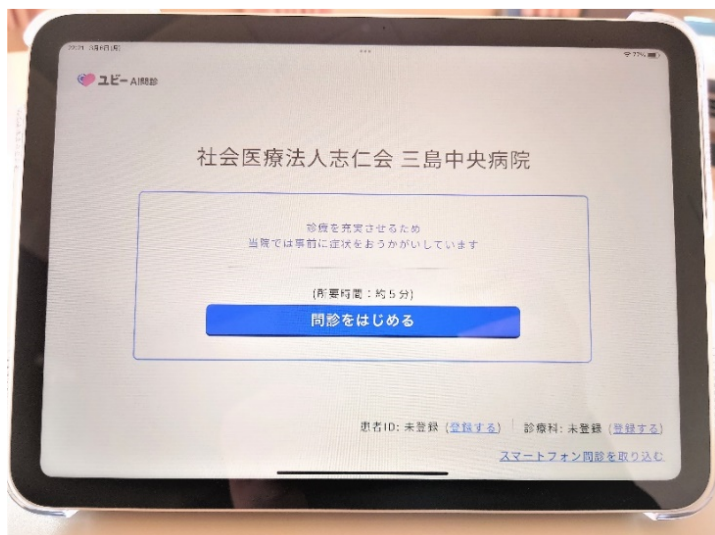 77%
ユビー AI問診
社会医療法人志仁会 三島中央病院
診療を充実させるため
当院では事前に症状をおうかがいしています
(所要時間：約5分)
問診をはじめる
患者ID: 未登録 (登録する) 診療科: 未登録 (登録する)
スマートフォン問診を取り込む